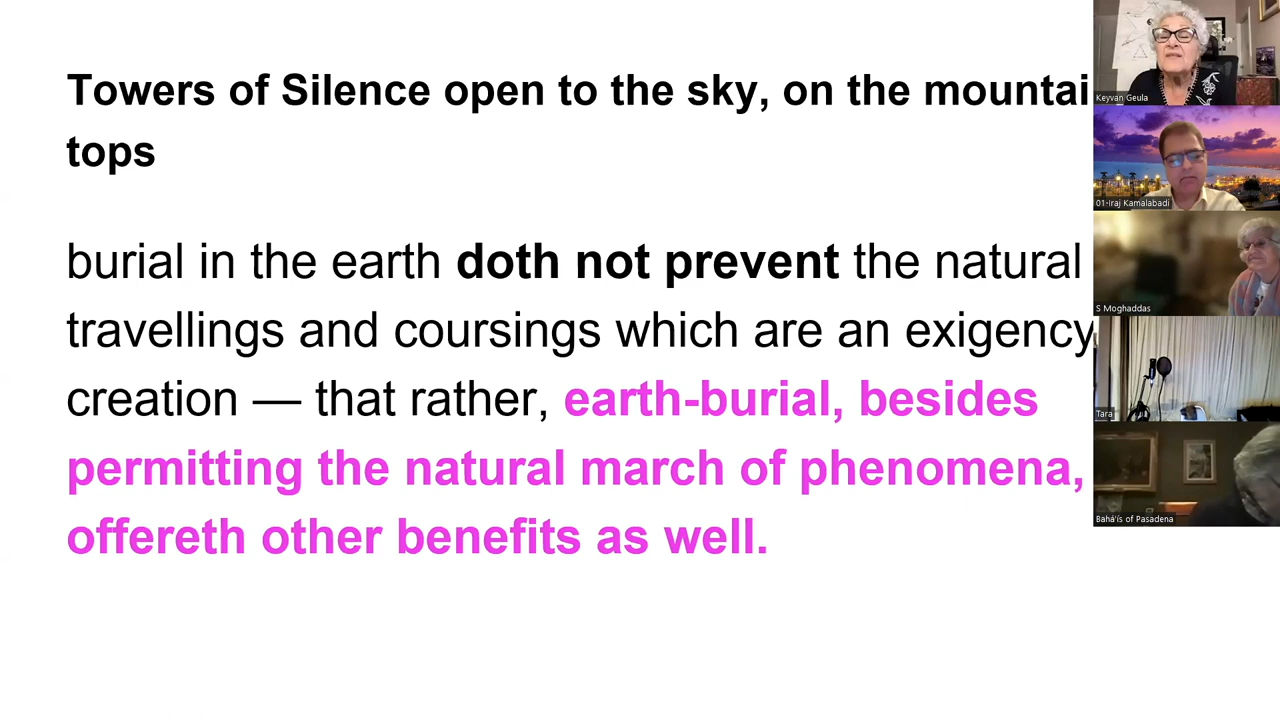 Towers of Silence open to the sky, on the mountai
tops
burial in the earth doth not prevent the natural
travellings and coursings which are an exigency
creation — that rather, earth-burial, besides
permitting the natural march of phenomena,
offereth other benefits as well.
Keyvan Geula
01-Iraj Kamalabadi
S Moghaddas
Tara
Bahá'ís of Pasadena